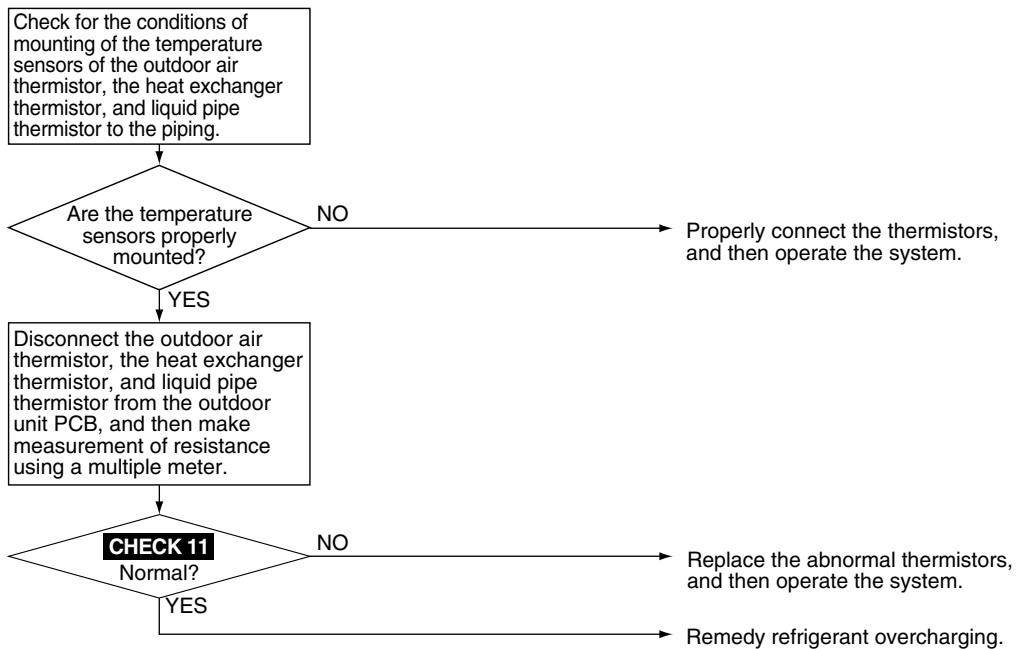 Check for the conditions of
mounting of the temperature
sensors of the outdoor air
thermistor, the heat exchanger
thermistor, and liquid pipe
thermistor to the piping.
Are the temperature
sensors properly
mounted?
NO
Properly connect the thermistors,
and then operate the system.
YES
Disconnect the outdoor air
thermistor, the heat exchanger
thermistor, and liquid pipe
thermistor from the outdoor
unit PCB, and then make
measurement of resistance
using a multiple meter.
CHECK 11
Normal?
NO
Replace the abnormal thermistors,
and then operate the system.
YES
Remedy refrigerant overcharging.